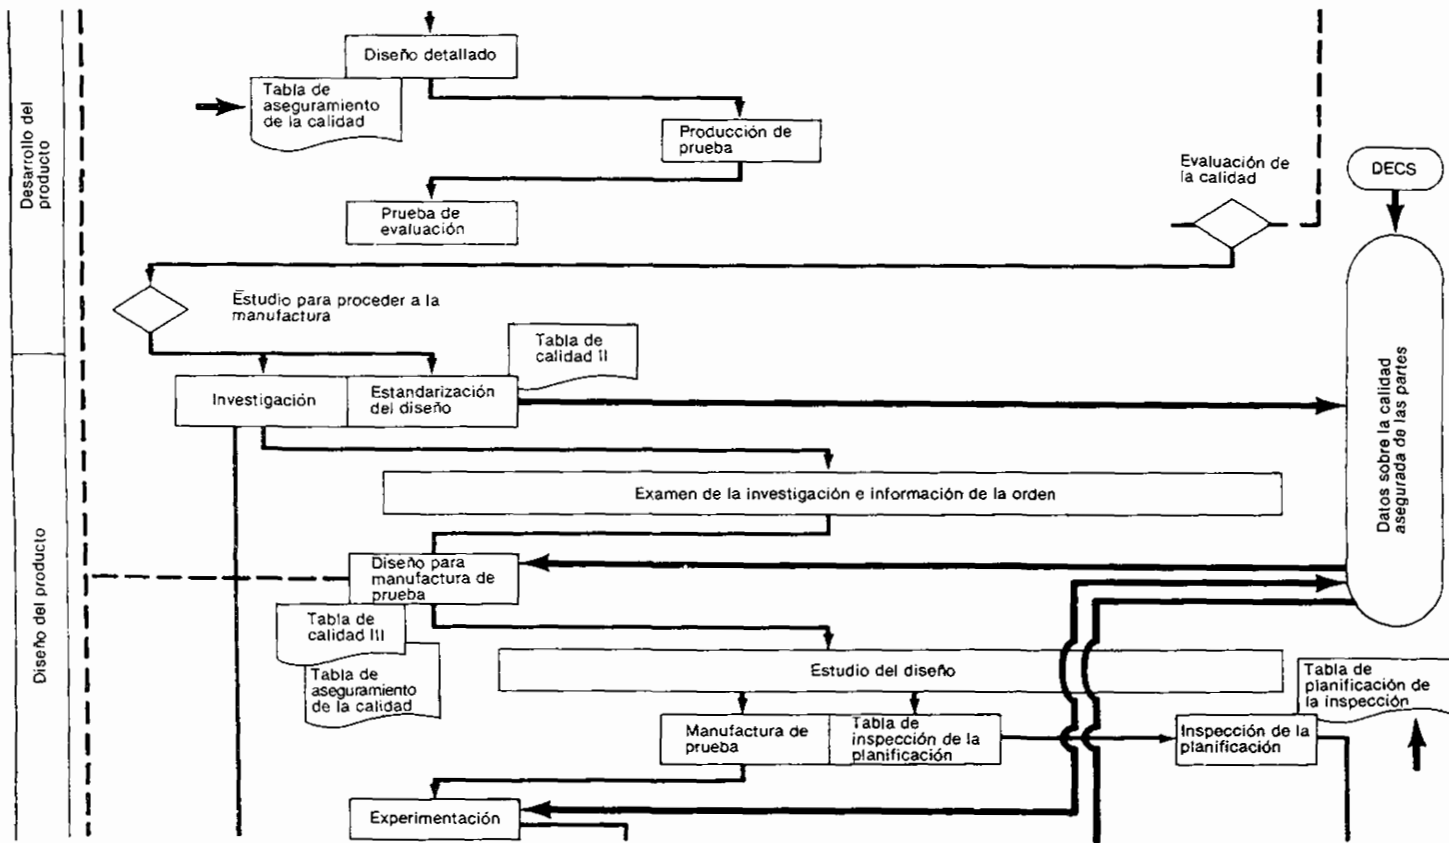 Desarrollo del
producto
Diseño detallado
Tabla de
aseguramiento
de la calidad
Producción de
prueba
Prueba de
evaluación
Evaluación de
la calidad
DECS
Estudio para proceder a la
manufactura
Tabla de
calidad II
Investigación
Estandarización
del diseño
Datos sobre la calidad
asegurada de las partes
Examen de la investigación e información de la orden
Diseño del producto
Diseño para
manufactura de
prueba
Tabla de
calidad III
Tabla de
aseguramiento
de la calidad
Estudio del diseño
Tabla de
planificación de
la inspección
Manufactura de
prueba
Tabla de
inspección de la
planificación
Inspección de la
planificación
Experimentación